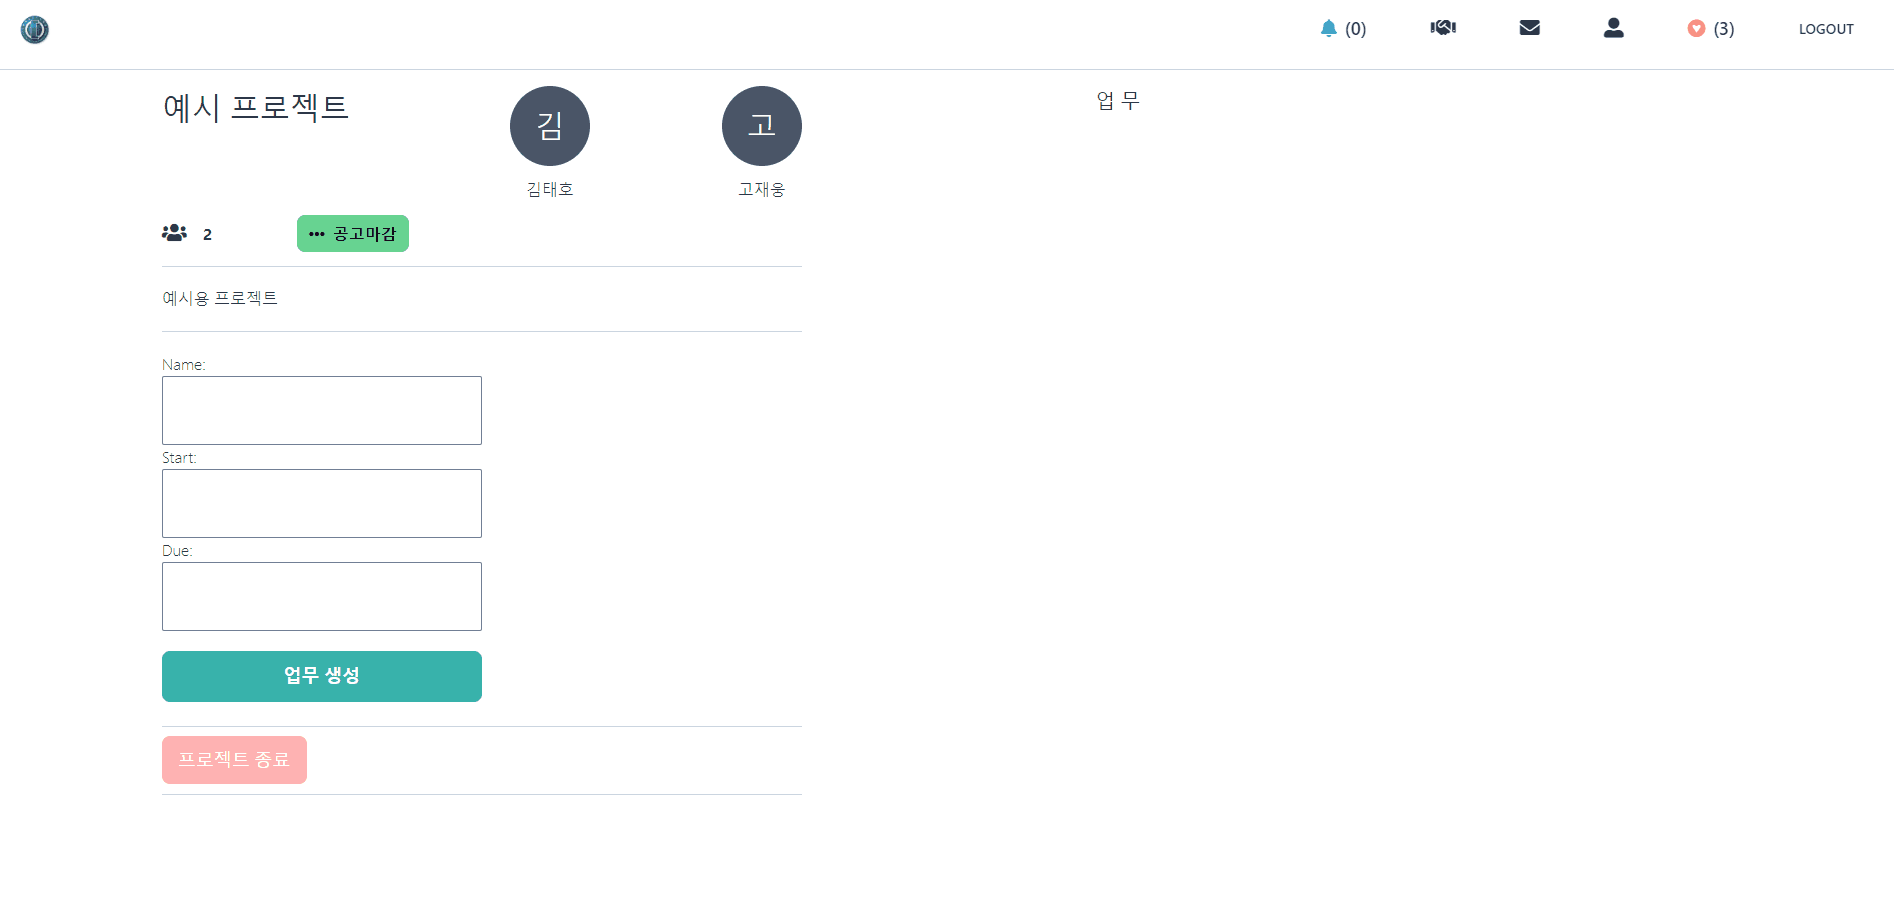 (0)
(3)
LOGOUT
예시 프로젝트
김
고
김태호
고재웅
2
••• 공고마감
예시용 프로젝트
Name:
Start:
Due:
업무 생성
프로젝트 종료
업 무